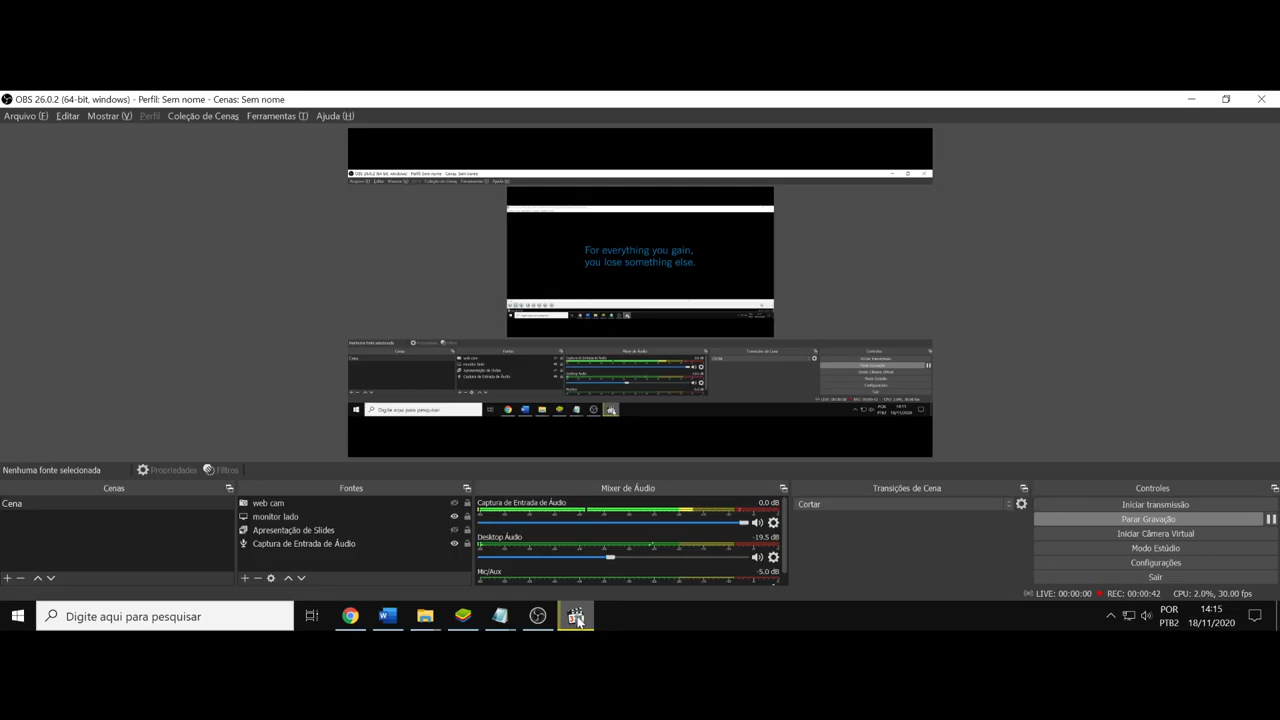 OBS 26.0.2 (64-bit, windows) - Perfil: Sem nome - Cenas: Sem nome
Arquivo (F) Editar Mostrar (V) Perfil Coleção de Cenas Ferramentas (T) Ajuda (H)
For everything you gain,
you lose something else.
Digite aqui para pesquisar
Nenhuma fonte selecionada Propriedades Filtros
Cenas Fontes Mixer de Áudio Transições de Cena Controles
Cena
web cam
monitor lado
Apresentação de Slides
Captura de Entrada de Áudio
Captura de Entrada de Áudio 0.0 dB
Desktop Áudio -19.5 dB
Mic/Aux -5.0 dB
Cortar
Iniciar transmissão
Parar Gravação
Iniciar Câmera Virtual
Modo Estúdio
Configurações
Sair
LIVE: 00:00:00 REC: 00:00:42 CPU: 2.0%, 30.00 fps
Digite aqui para pesquisar
POR
PTB2
14:15
18/11/2020